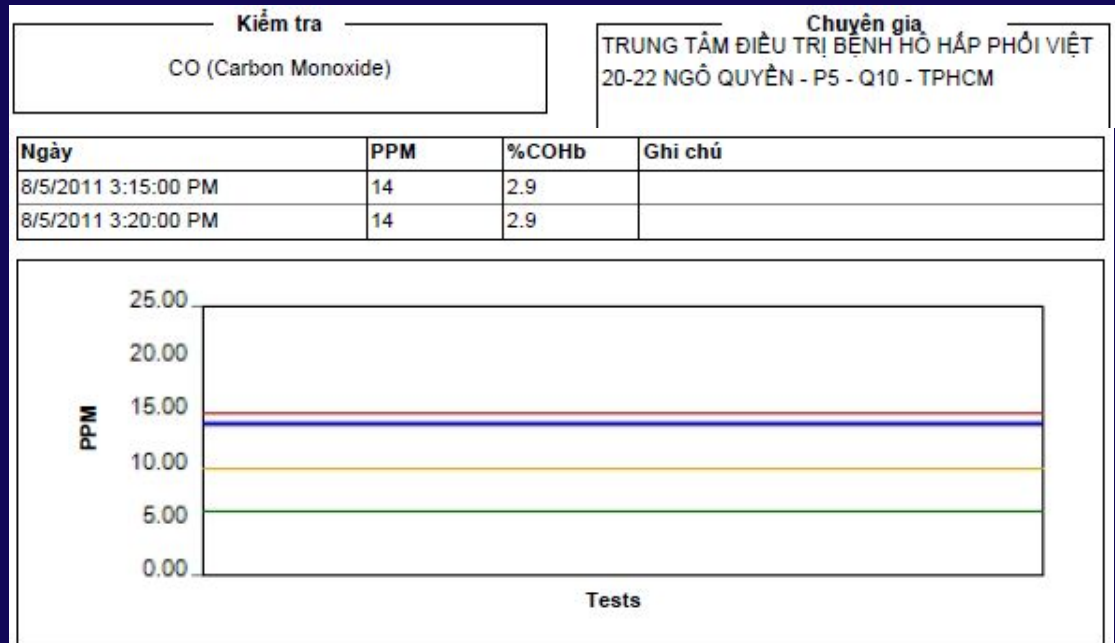 Kiểm tra
CO (Carbon Monoxide)
Chuyên gia
TRUNG TÂM ĐIỀU TRỊ BỆNH HÔ HẤP PHỔI VIỆT
20-22 NGÔ QUYỀN - P5 - Q10 - TPHCM
Ngày PPM %COHb Ghi chú
8/5/2011 3:15:00 PM 14 2.9
8/5/2011 3:20:00 PM 14 2.9
25.00
20.00
15.00
10.00
5.00
0.00
PPM
Tests